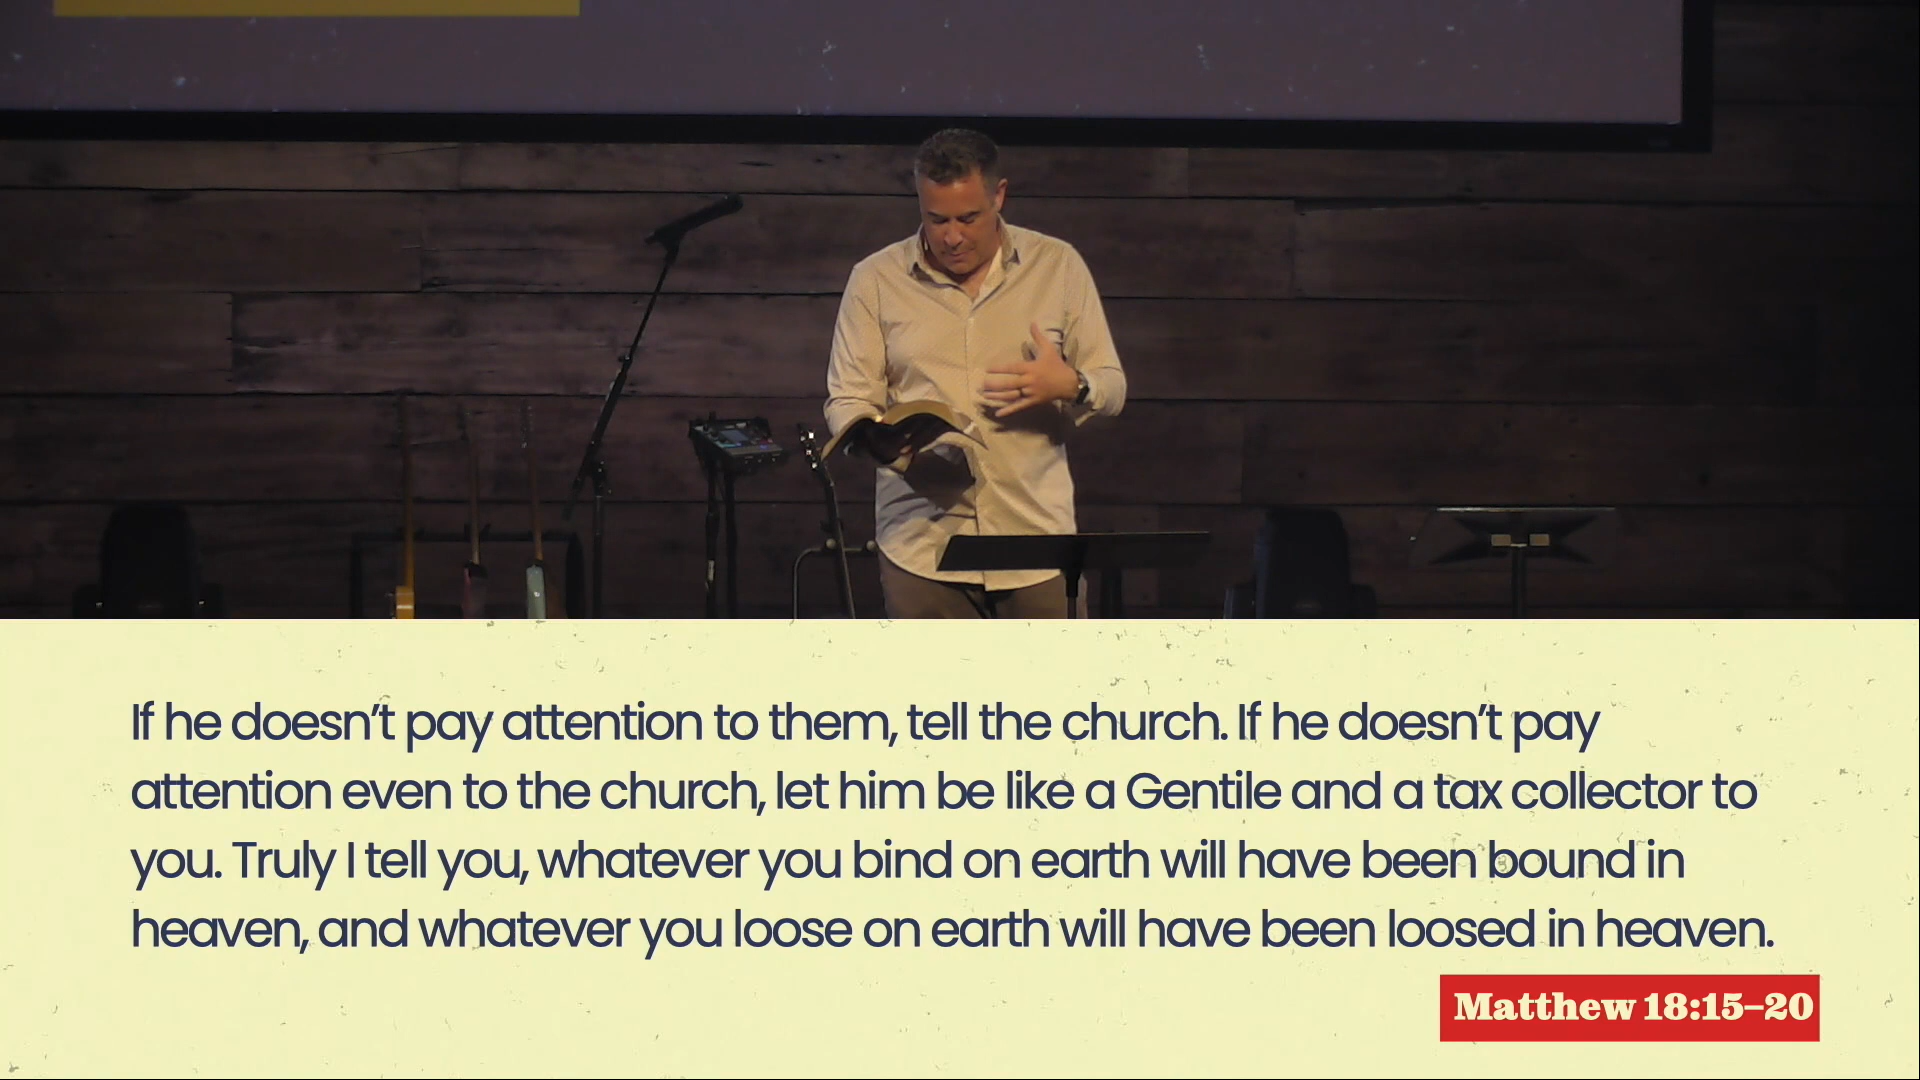 If he doesn’t pay attention to them, tell the church. If he doesn’t pay
attention even to the church, let him be like a Gentile and a tax collector to
you. Truly I tell you, whatever you bind on earth will have been bound in
heaven, and whatever you loose on earth will have been loosed in heaven.
Matthew 18:15–20